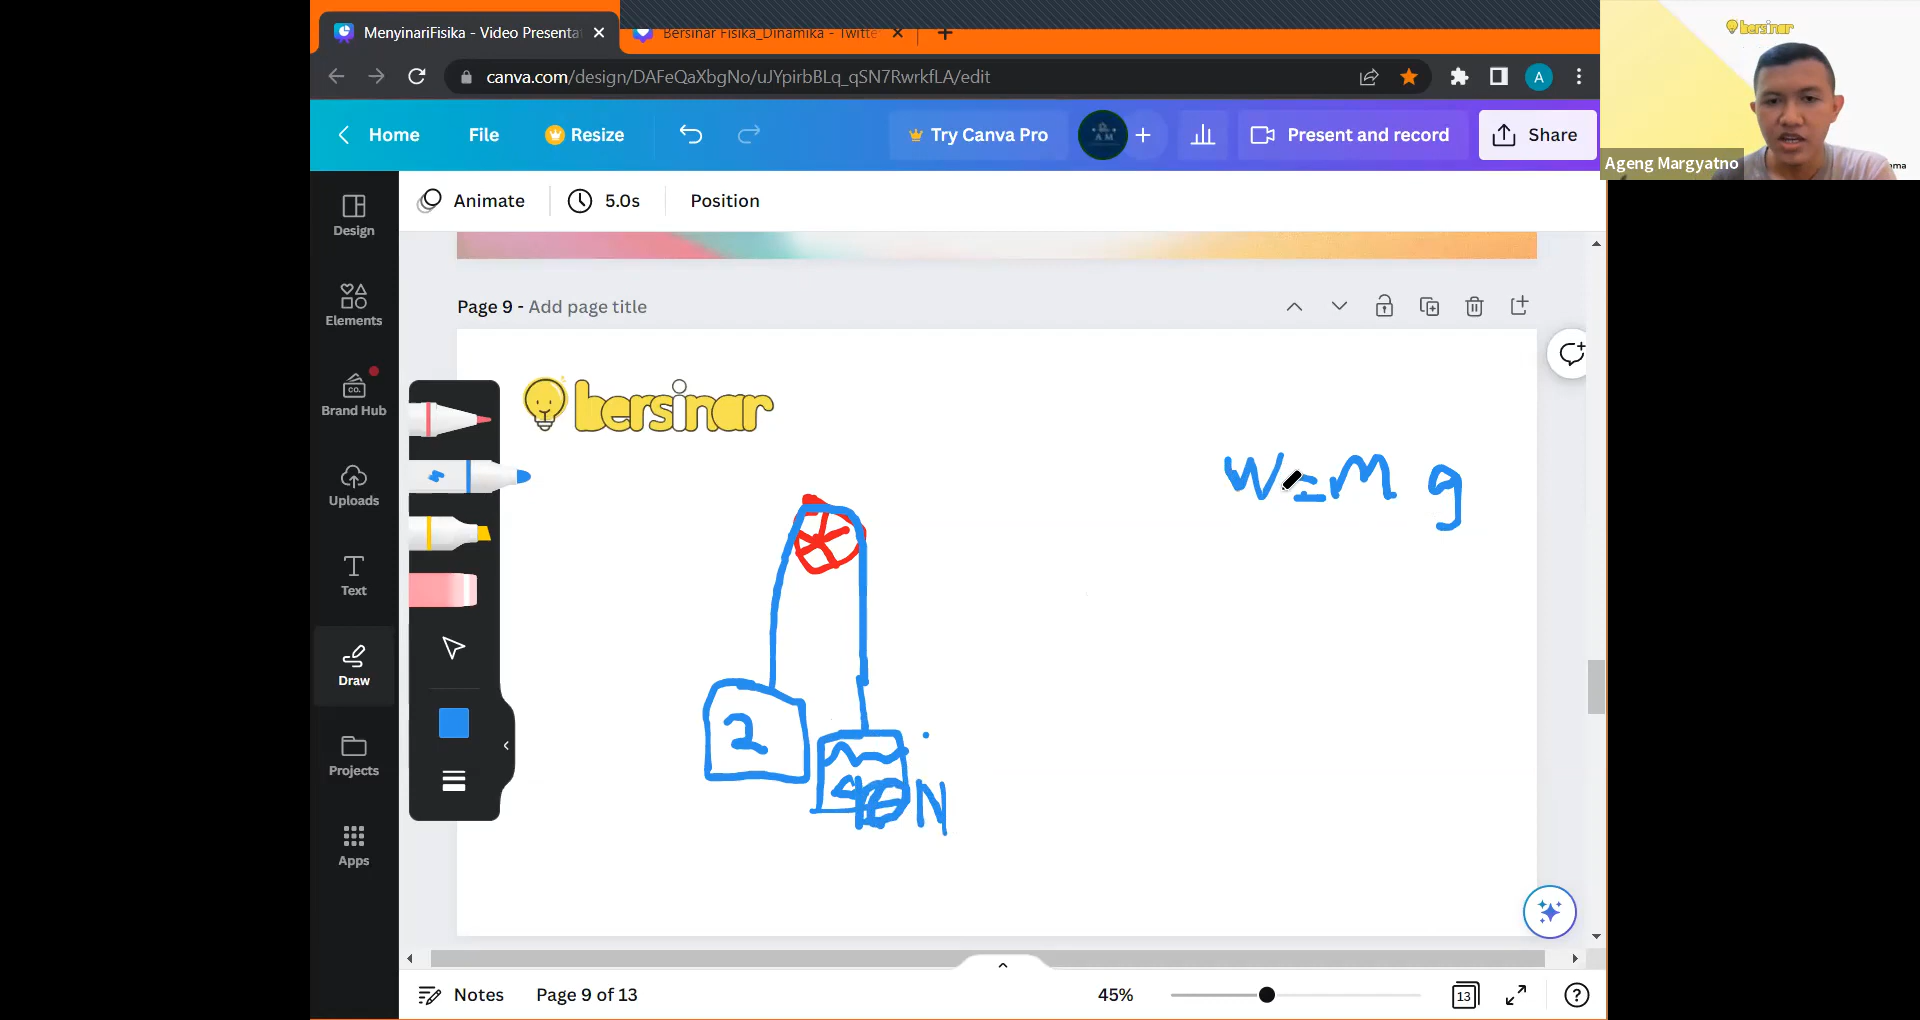 MenyinariFisika - Video Presenta
Bersinar Fisika_Dinamika - Twitte
canva.com/design/DAFeQaXbgNo/uJYpirbBLq_qSN7RwrkfLA/edit
A
bersinar
Ageng Margyatno
Home
File
Resize
A M
Try Canva Pro
Present and record
Share
Animate
5.0s
Position
Design
Elements
CO.
Brand Hub
Uploads
Text
Draw
Projects
Apps
Page 9 - Add page title
bersinar
W = M g
2
N
Notes
Page 9 of 13
45%
13